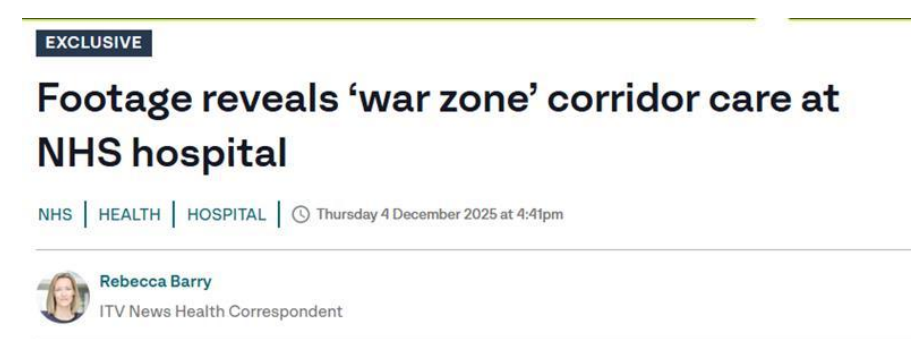 EXCLUSIVE
Footage reveals ‘war zone’ corridor care at
NHS hospital
NHS | HEALTH | HOSPITAL | Thursday 4 December 2025 at 4:41pm
Rebecca Barry
ITV News Health Correspondent